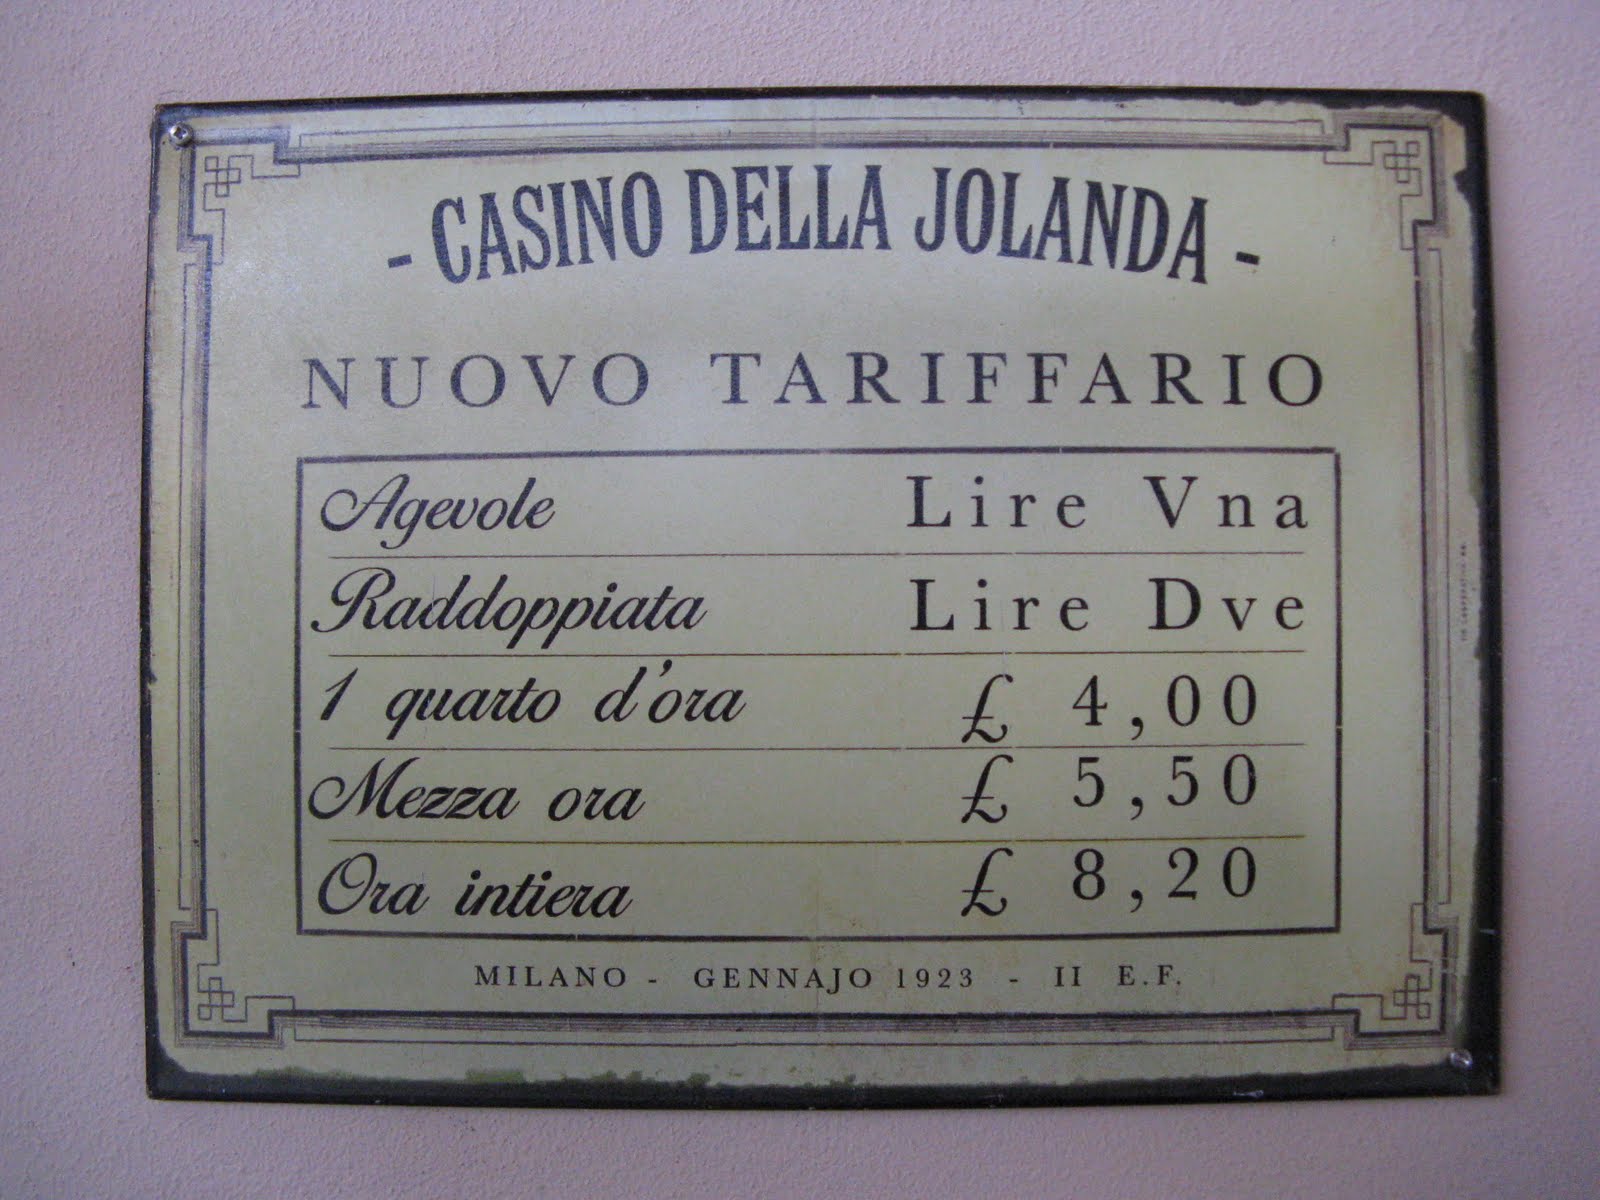 - CASINO DELLA JOLANDA -
NUOVO TARIFFARIO
Agevole Lire Vna
Raddoppiata Lire Dve
1 quarto d'ora £ 4,00
Mezza ora £ 5,50
Ora intiera £ 8,20
MILANO - GENNAJO 1923 - II E.F.